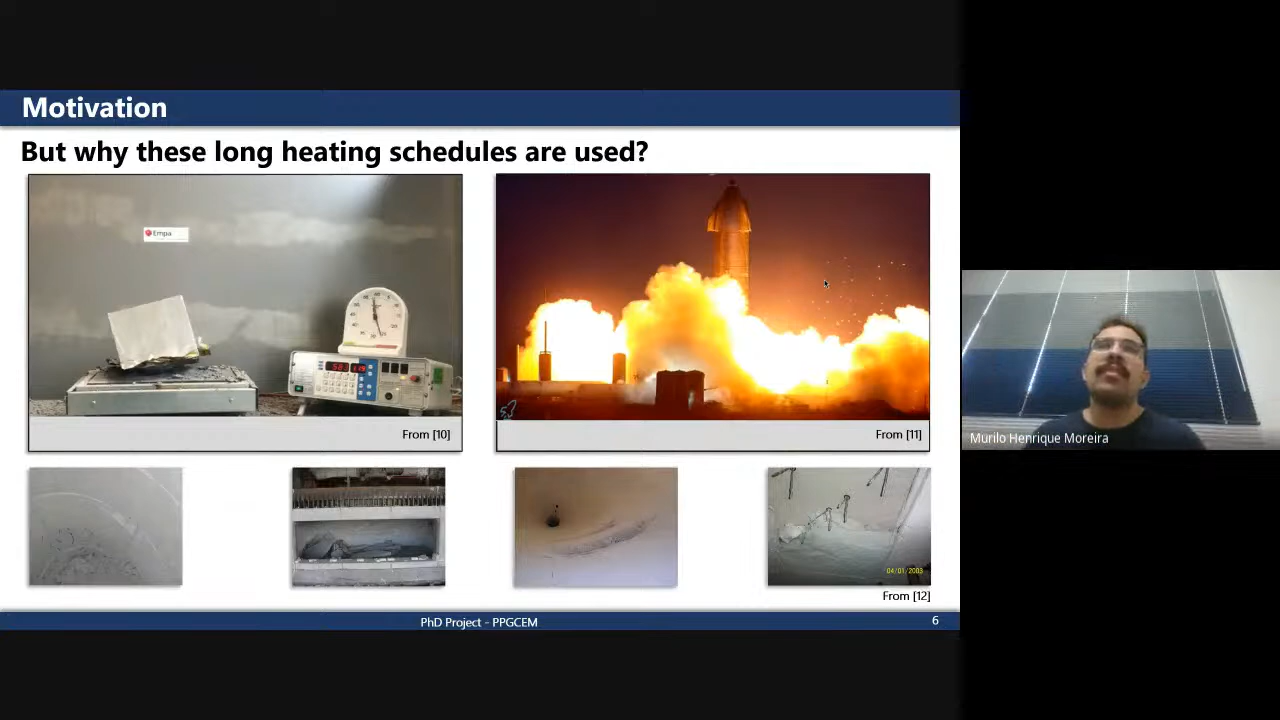 Motivation
But why these long heating schedules are used?
Empa
From [10]
From [11]
04/01/2003
From [12]
PhD Project - PPGCEM
6
Murilo Henrique Moreira